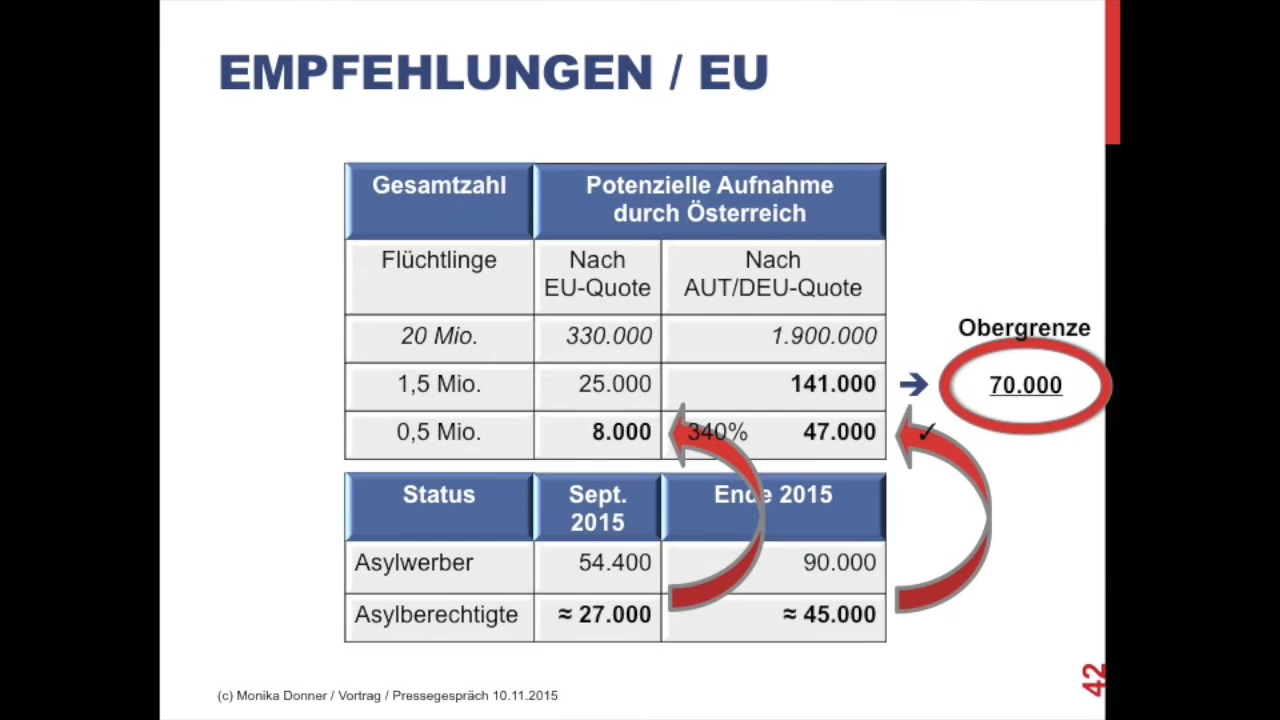 EMPFEHLUNGEN / EU
Gesamtzahl
Potenzielle Aufnahme
durch Österreich
Flüchtlinge
Nach
EU-Quote
Nach
AUT/DEU-Quote
20 Mio.
330.000
1.900.000
1,5 Mio.
25.000
141.000
➔
Obergrenze
70.000
0,5 Mio.
8.000
340%
47.000
✓
Status
Sept.
2015
Ende 2015
Asylwerber
54.400
90.000
Asylberechtigte
≈ 27.000
≈ 45.000
(c) Monika Donner / Vortrag / Pressegespräch 10.11.2015
42